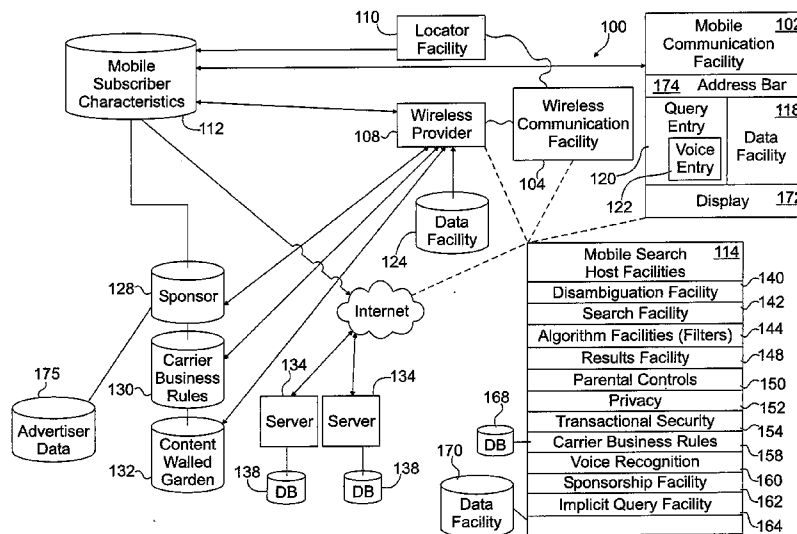 110
Locator
Facility
100
Mobile
Subscriber
Characteristics
112
Wireless
Provider
108
Wireless
Communication
Facility
104
Mobile
Communication
Facility
102
174
Address Bar
Query
Entry
Voice
Entry
120
122
118
Data
Facility
Display
172
Data
Facility
124
Internet
128
Sponsor
130
Carrier
Business
Rules
132
Content
Walled
Garden
175
Advertiser
Data
134
Server
134
Server
138
DB
138
DB
Mobile Search
Host Facilities
114
140
Disambiguation Facility
142
Search Facility
144
Algorithm Facilities (Filters)
148
Results Facility
Parental Controls
150
Privacy
152
Transactional Security
154
Carrier Business Rules
158
Voice Recognition
160
Sponsorship Facility
162
Implicit Query Facility
164
168
DB
170
Data
Facility